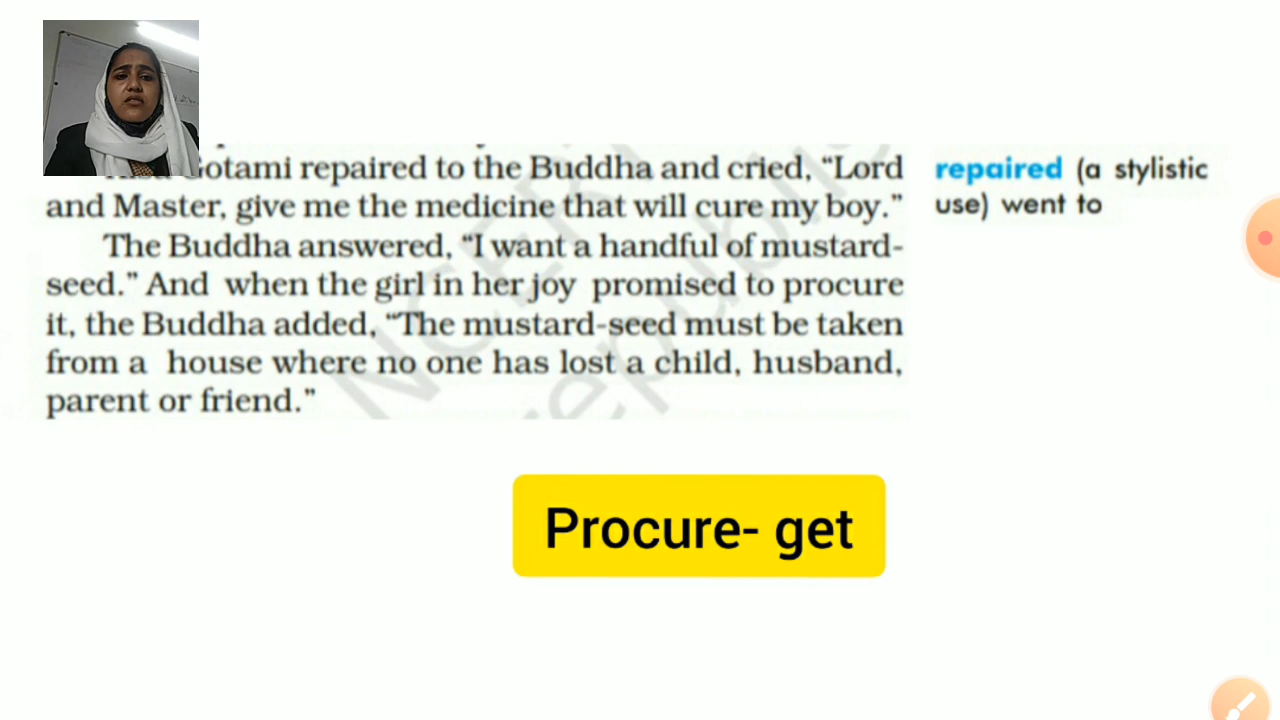 Gotami repaired to the Buddha and cried, “Lord
and Master, give me the medicine that will cure my boy.”
The Buddha answered, “I want a handful of mustard-
seed.” And when the girl in her joy promised to procure
it, the Buddha added, “The mustard-seed must be taken
from a house where no one has lost a child, husband,
parent or friend.”
repaired (a stylistic
use) went to
Procure- get